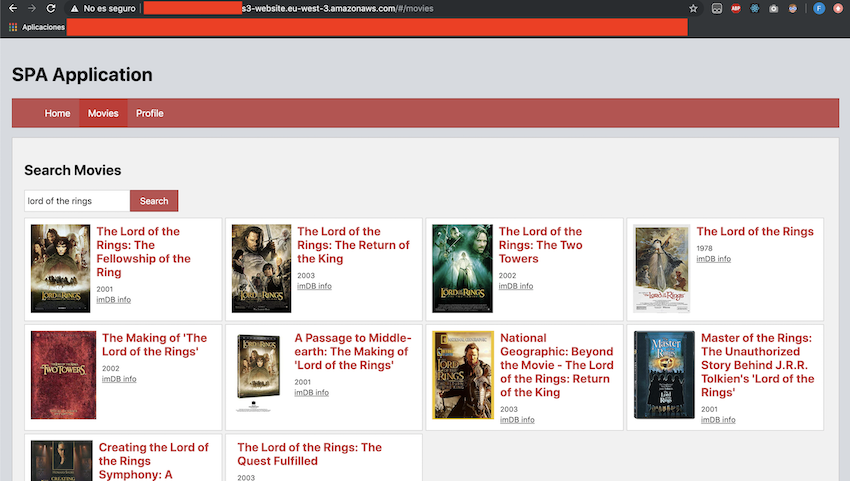 No es seguro
s3-website.eu-west-3.amazonaws.com/#/movies
ABP
F
Aplicaciones
SPA Application
Home Movies Profile
Search Movies
lord of the rings Search
The Lord of the
Rings: The
Fellowship of the
Ring
2001
imDB info
The Lord of the
Rings: The Return of
the King
2003
imDB info
The Lord of the
Rings: The Two
Towers
2002
imDB info
The Lord of the Rings
1978
imDB info
The Making of 'The
Lord of the Rings'
2002
imDB info
A Passage to Middle-
earth: The Making of
'Lord of the Rings'
2001
imDB info
National
Geographic: Beyond
the Movie - The Lord
of the Rings: Return
of the King
2003
imDB info
Master of the Rings:
The Unauthorized
Story Behind J.R.R.
Tolkien's 'Lord of the
Rings'
2001
imDB info
Creating the Lord of
the Rings
Symphony: A
The Lord of the Rings: The
Quest Fulfilled
2003